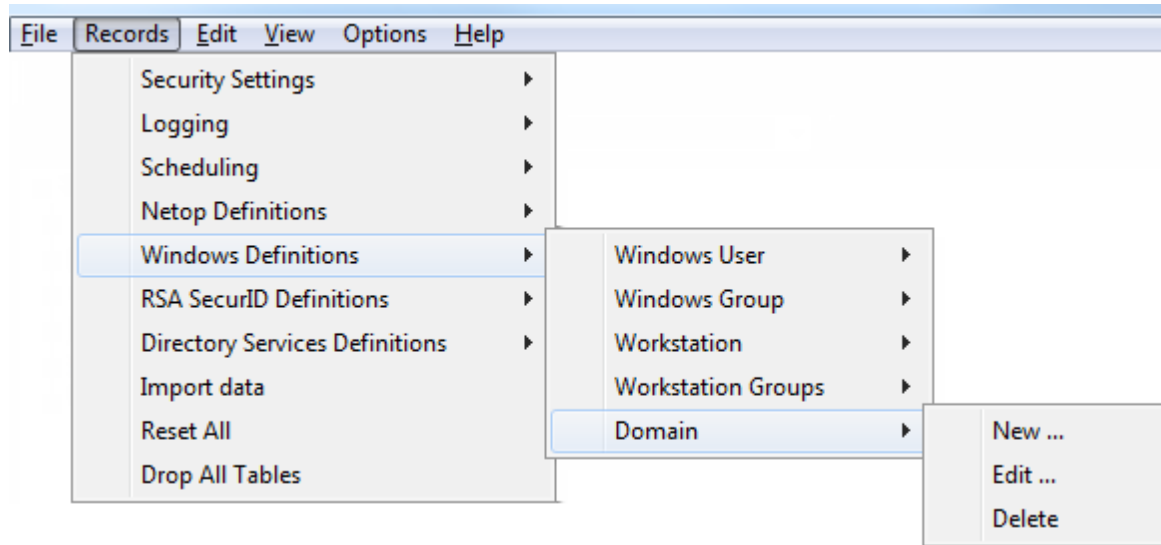 File Records Edit View Options Help
Security Settings
Logging
Scheduling
Netop Definitions
Windows Definitions
RSA SecurID Definitions
Directory Services Definitions
Import data
Reset All
Drop All Tables
Windows User
Windows Group
Workstation
Workstation Groups
Domain
New ...
Edit ...
Delete